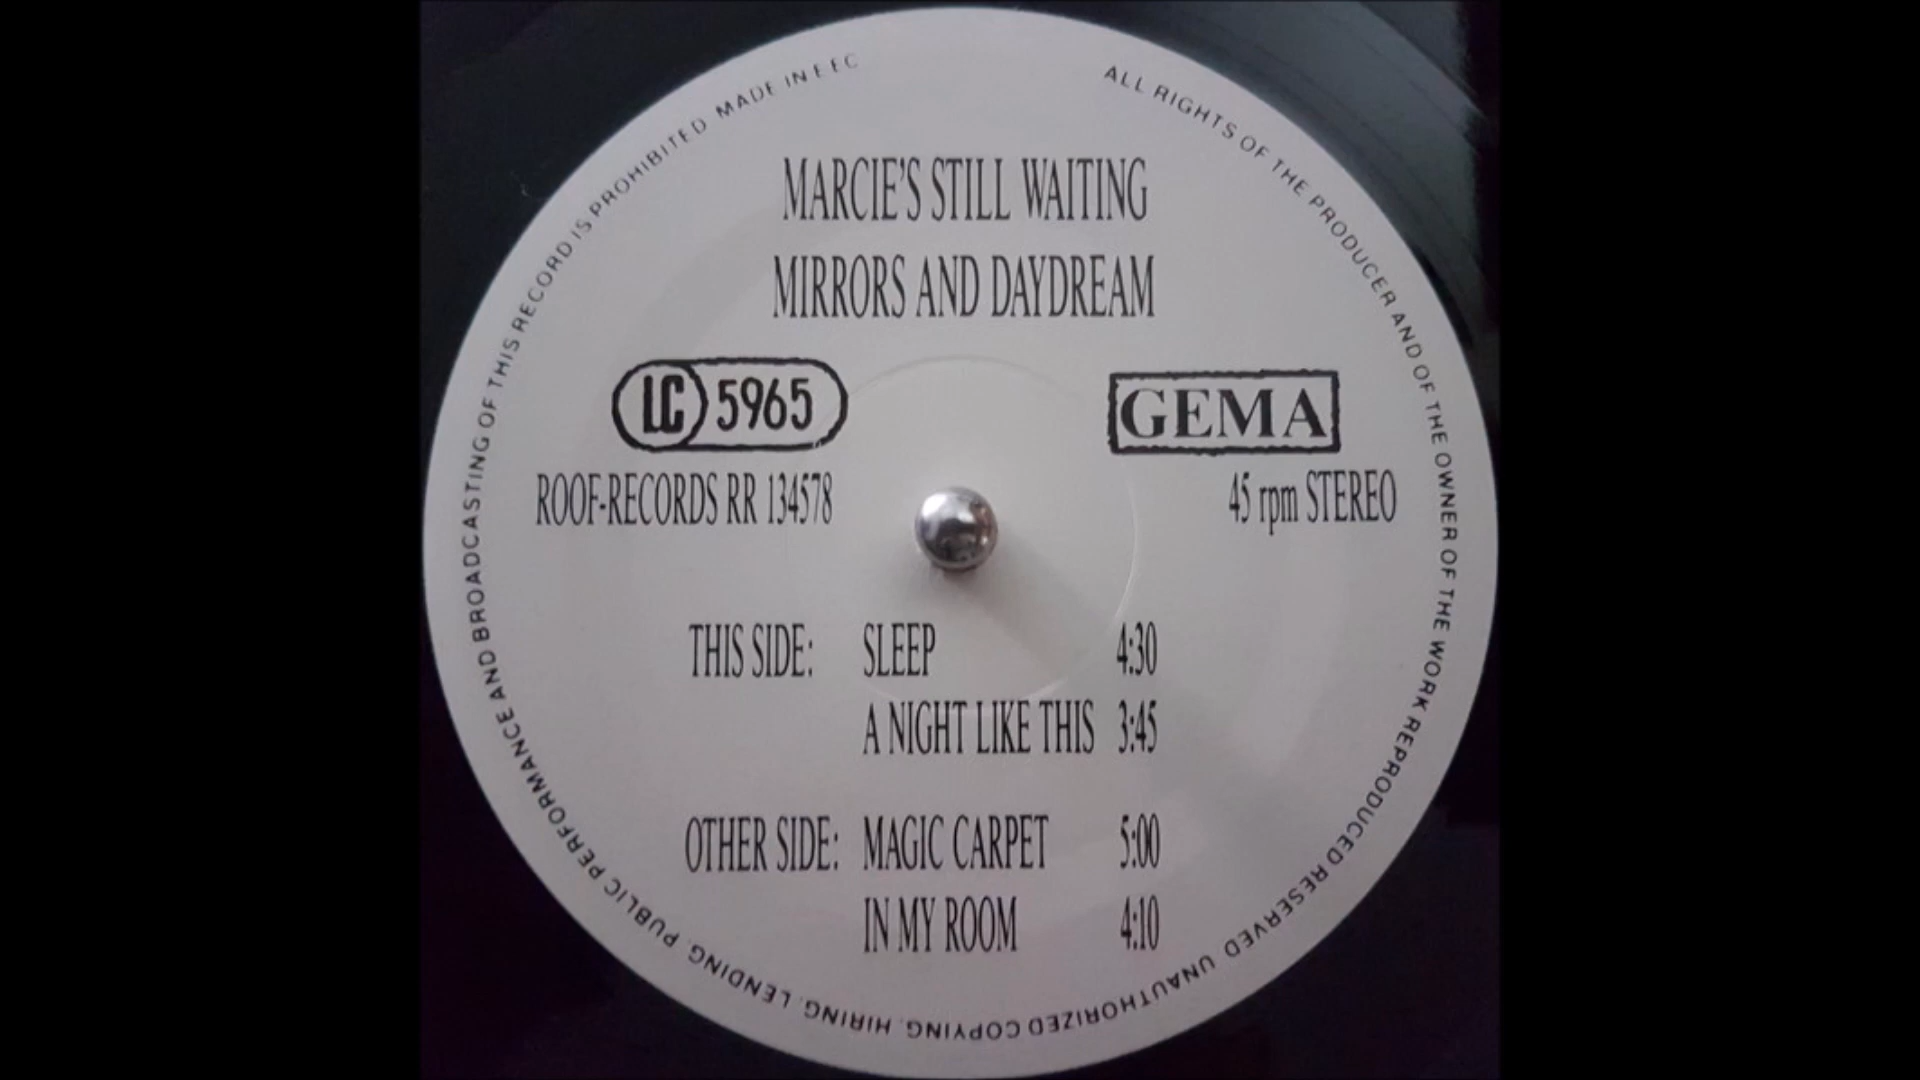 MARCIE'S STILL WAITING
MIRRORS AND DAYDREAM
LC 5965
GEMA
ROOF-RECORDS RR 134578
45 rpm STEREO
THIS SIDE: SLEEP 4:30
A NIGHT LIKE THIS 3:45
OTHER SIDE: MAGIC CARPET 5:00
IN MY ROOM 4:10
ALL RIGHTS OF THE PRODUCER AND OF THE OWNER OF THE WORK REPRODUCED RESERVED UNAUTHORIZED COPYING. HIRING. LENDING. PUBLIC PERFORMANCE AND BROADCASTING OF THIS RECORD IS PROHIBITED MADE IN EEC